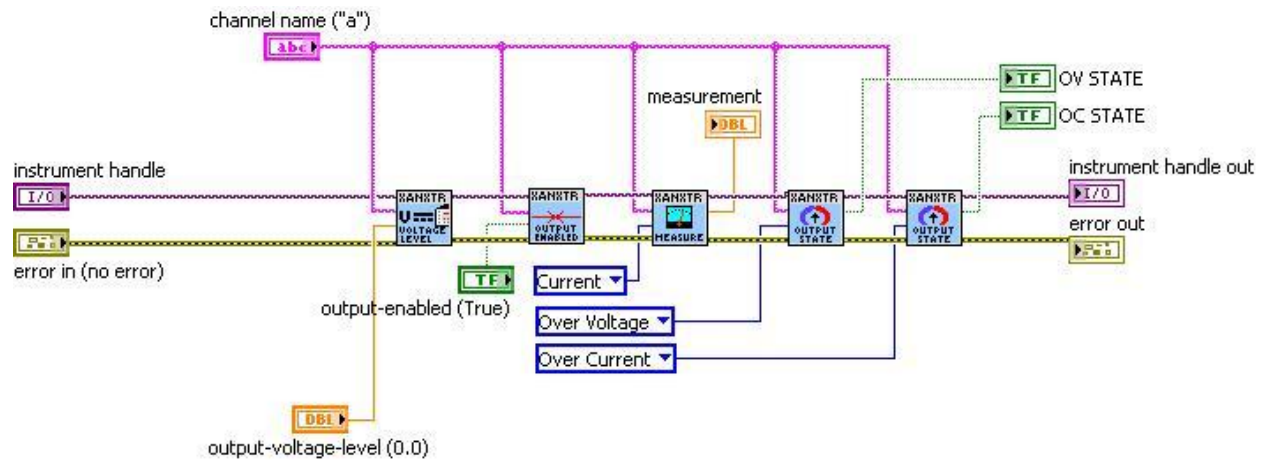 channel name ("a")
abc
TF OV STATE
measurement
DBL
TF OC STATE
instrument handle
instrument handle out
I/O
XANXTR
V
VOLTAGE
LEVEL
XANXTR
OUTPUT
ENABLED
XANXTR
MEASURE
XANXTR
OUTPUT
STATE
XANXTR
OUTPUT
STATE
I/O
error out
error in (no error)
TF
Current
output-enabled (True)
Over Voltage
Over Current
DBL
output-voltage-level (0.0)